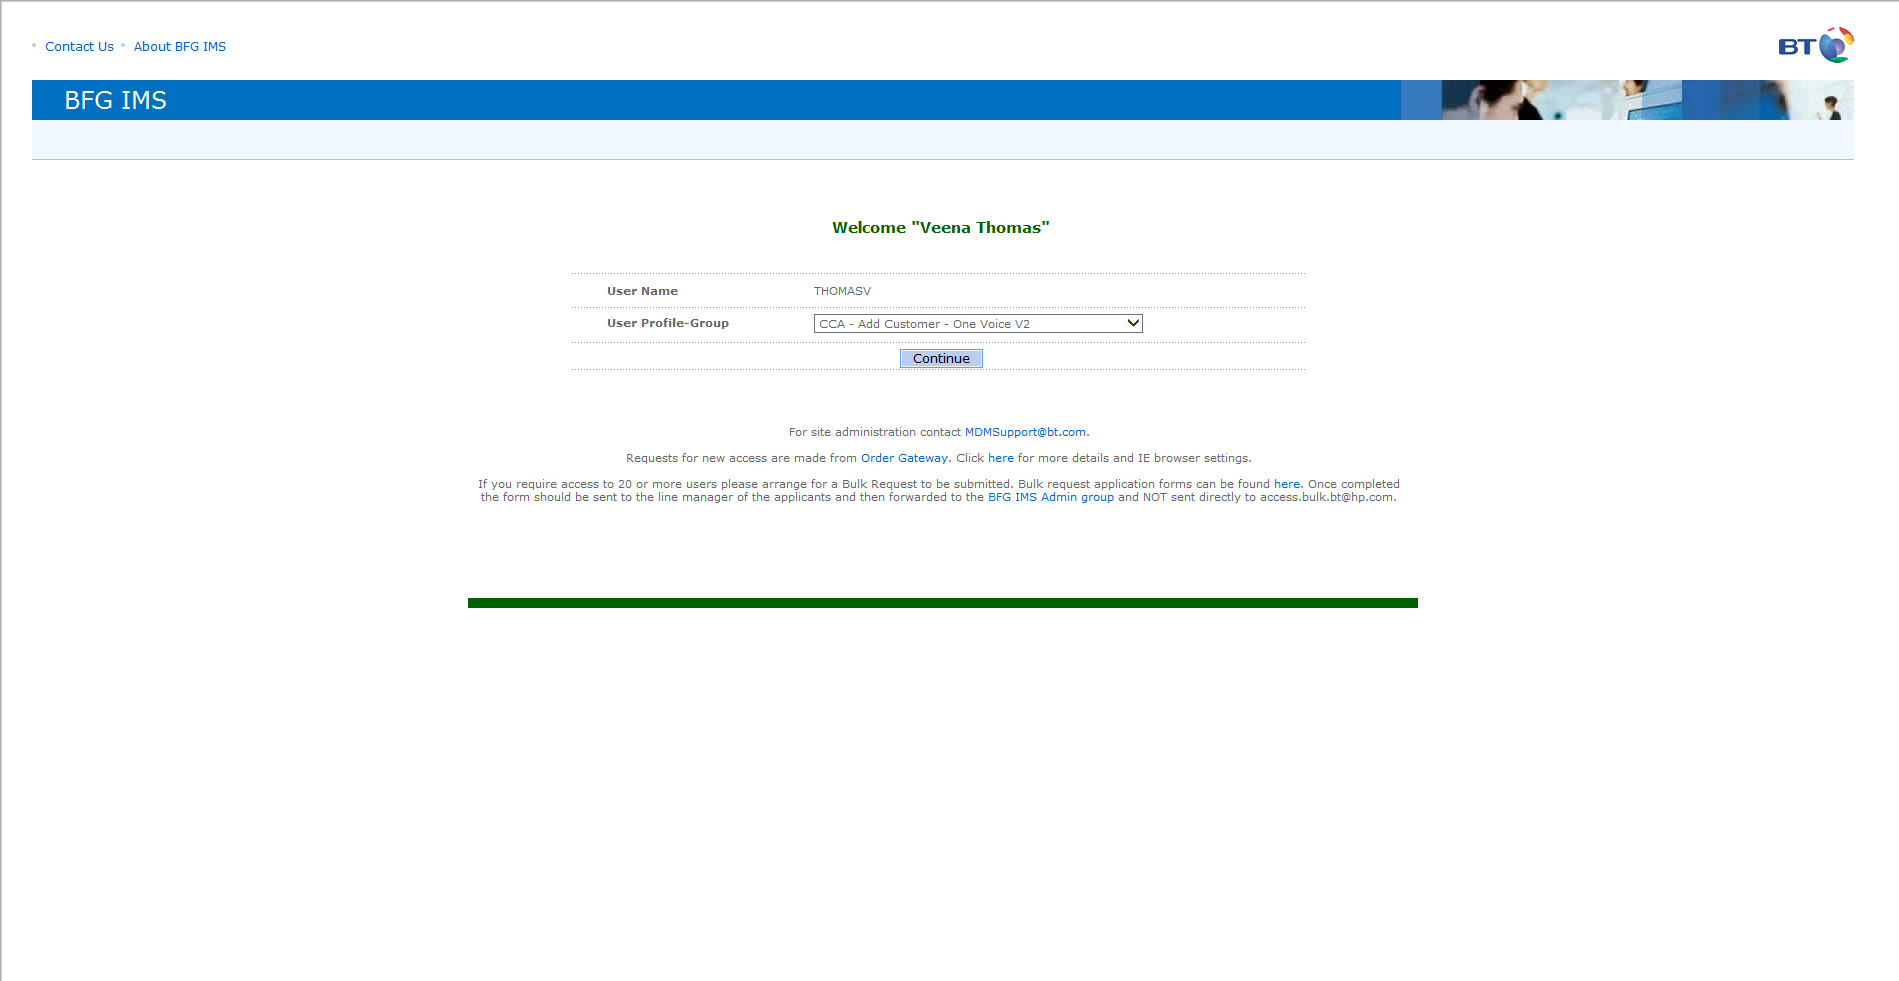 Contact Us About BFG IMS
BT
BFG IMS
Welcome "Veena Thomas"
User Name THOMASV
User Profile-Group CCA - Add Customer - One Voice V2
Continue
For site administration contact MDMSupport@bt.com.
Requests for new access are made from Order Gateway. Click here for more details and IE browser settings.
If you require access to 20 or more users please arrange for a Bulk Request to be submitted. Bulk request application forms can be found here. Once completed
the form should be sent to the line manager of the applicants and then forwarded to the BFG IMS Admin group and NOT sent directly to access.bulk.bt@hp.com.